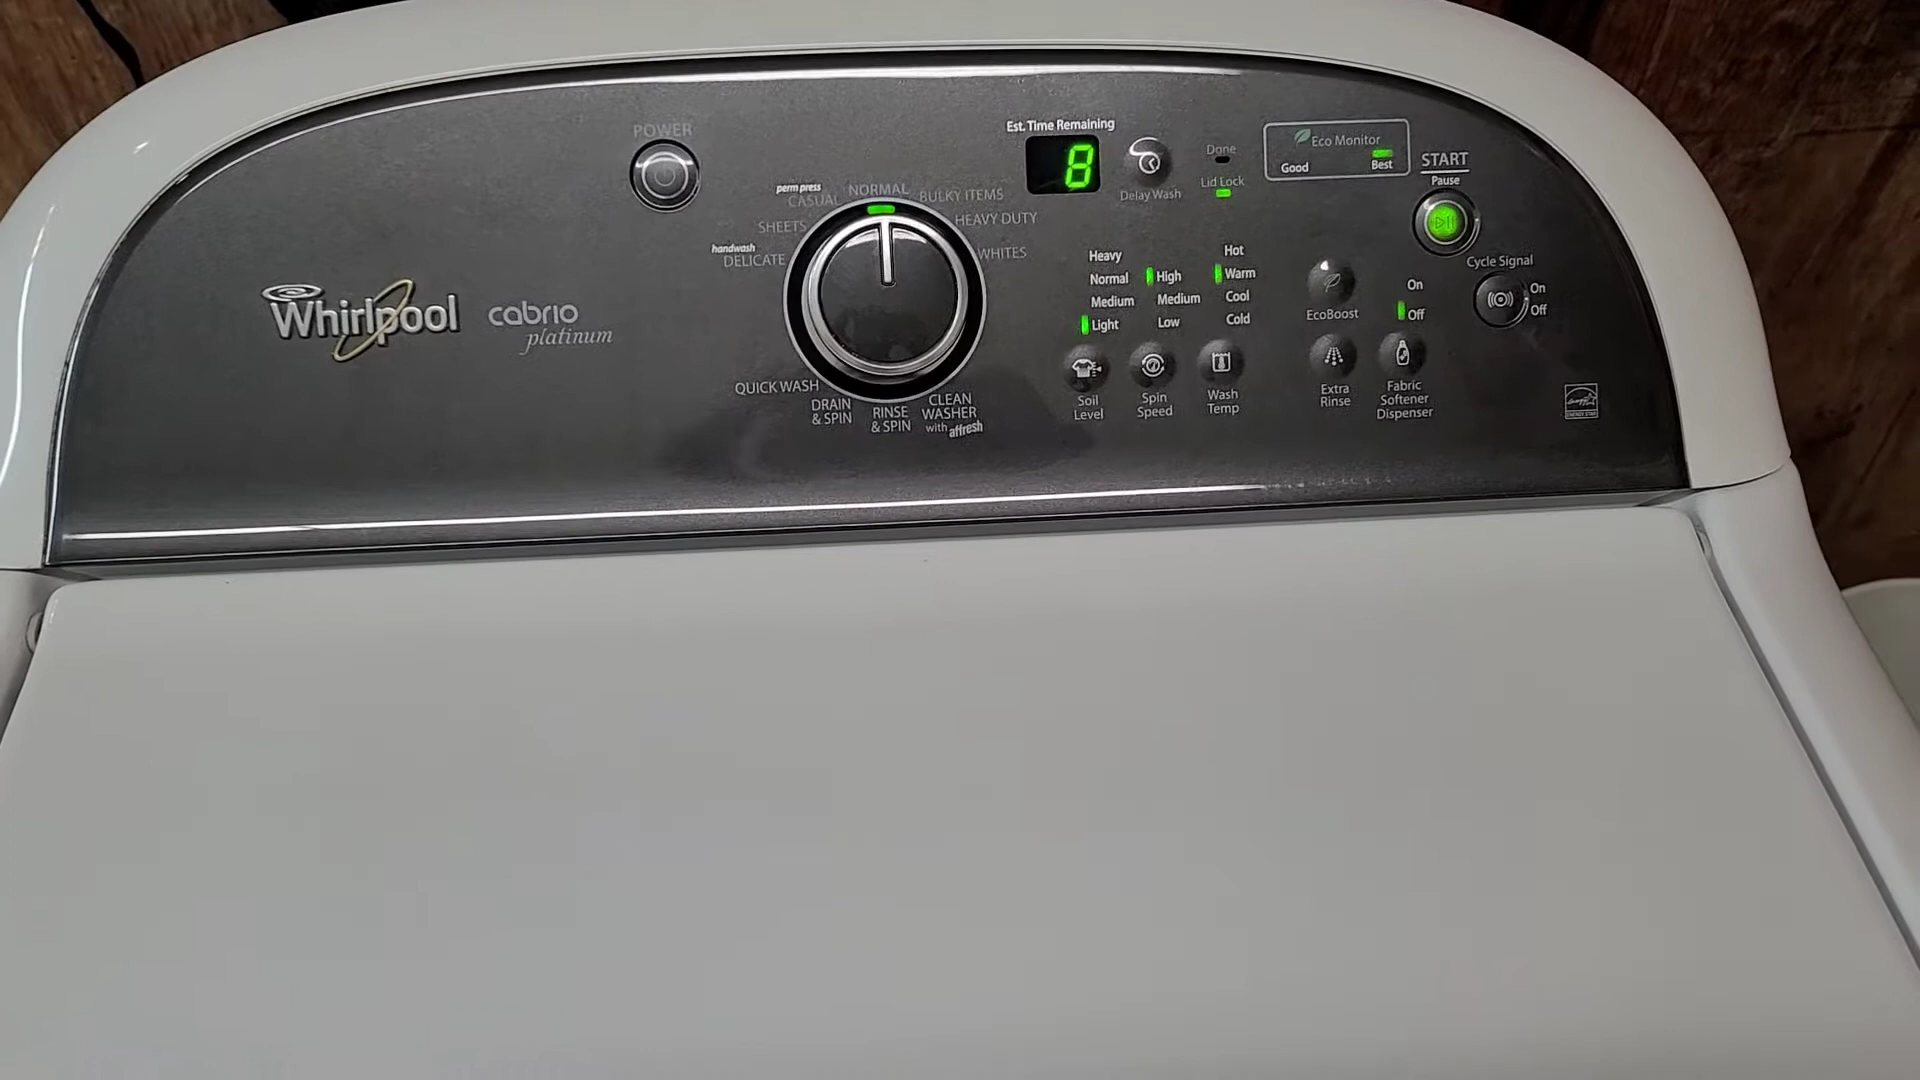 POWER
Est. Time Remaining
8
Delay Wash
Done
Lid Lock
Eco Monitor
Good
Best
START
Pause
perm press
CASUAL
NORMAL
BULKY ITEMS
SHEETS
HEAVY DUTY
handwash
DELICATE
WHITES
Whirlpool
cabrio
platinum
QUICK WASH
DRAIN
& SPIN
RINSE
& SPIN
CLEAN
WASHER
with affresh
Heavy
Normal
Medium
Light
Soil
Level
High
Medium
Low
Spin
Speed
Hot
Warm
Cool
Cold
Wash
Temp
EcoBoost
Extra
Rinse
On
Off
Fabric
Softener
Dispenser
Cycle Signal
On
Off
ENERGY STAR